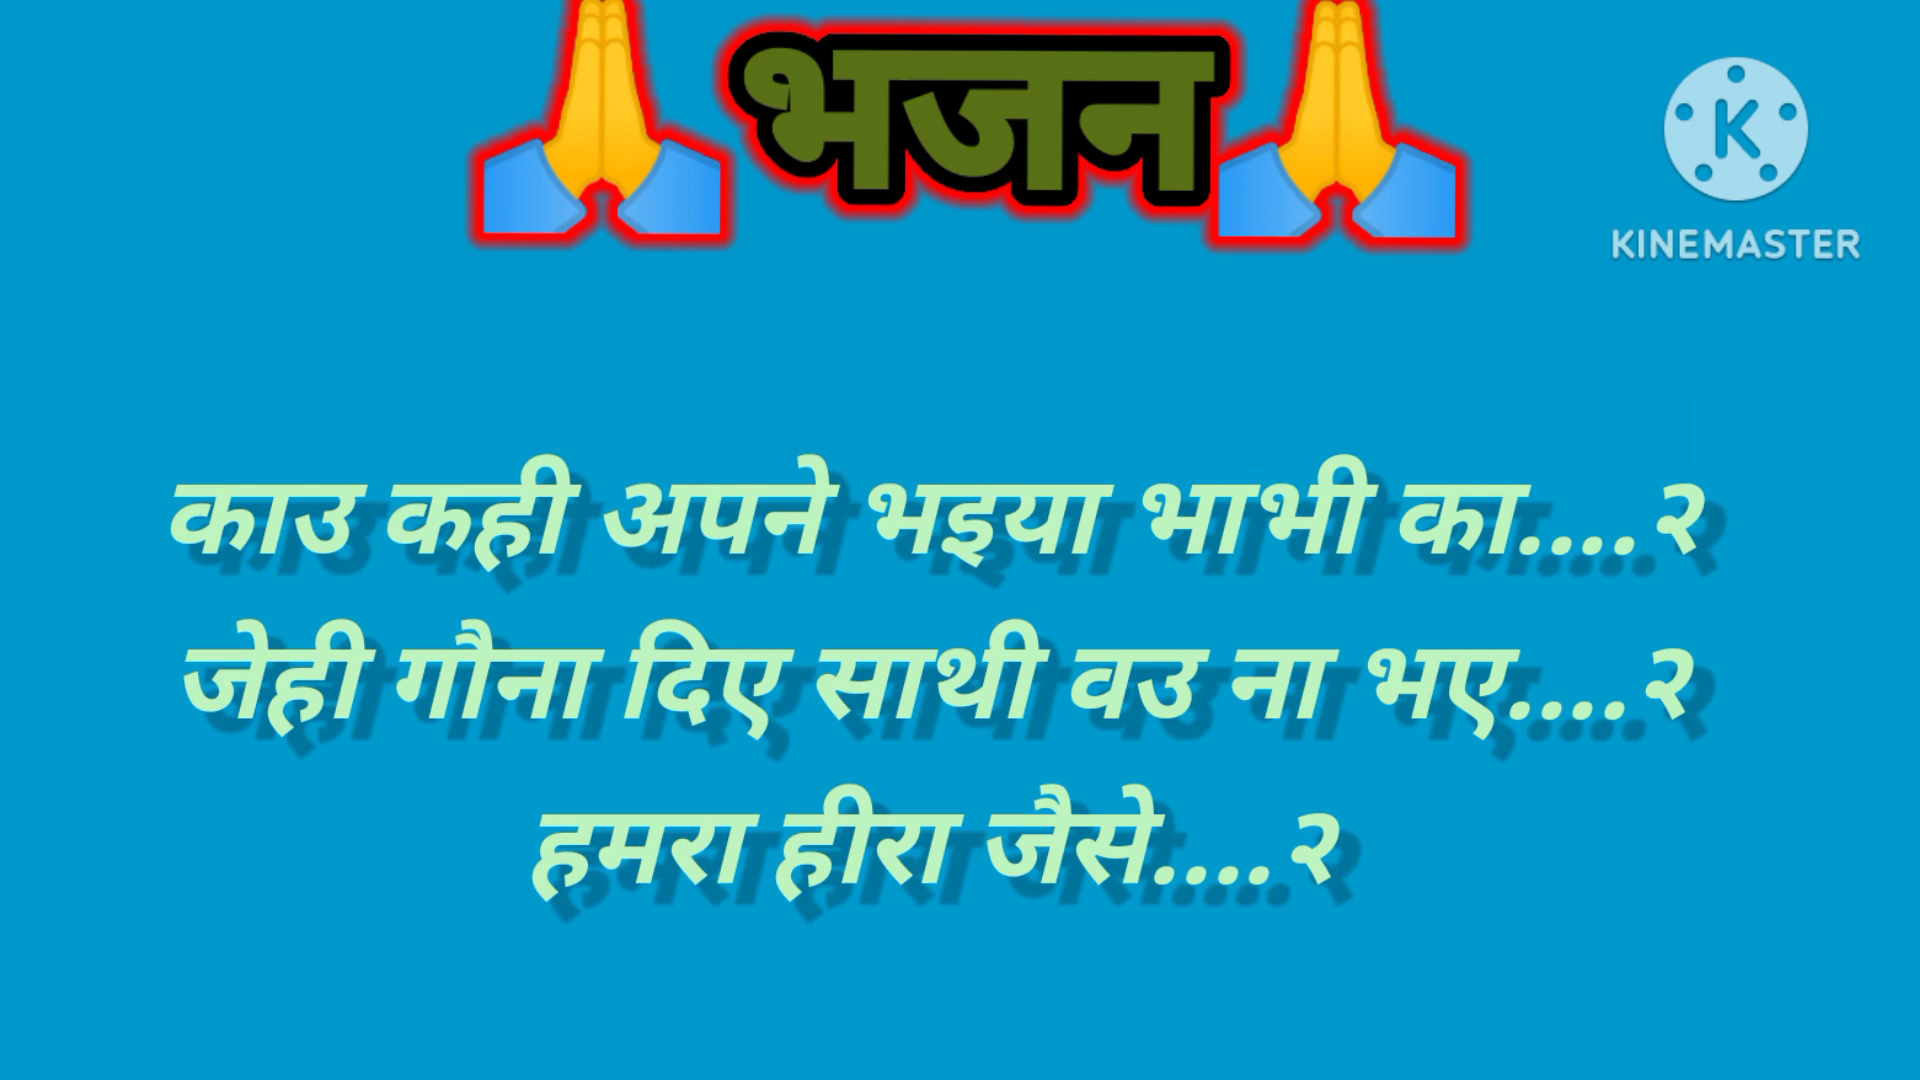 भजन
KINEMASTER
काउ कही अपने भइया भाभी का....२
जेही गौना दिए साथी वउ ना भए....२
हमरा हीरा जैसे....२